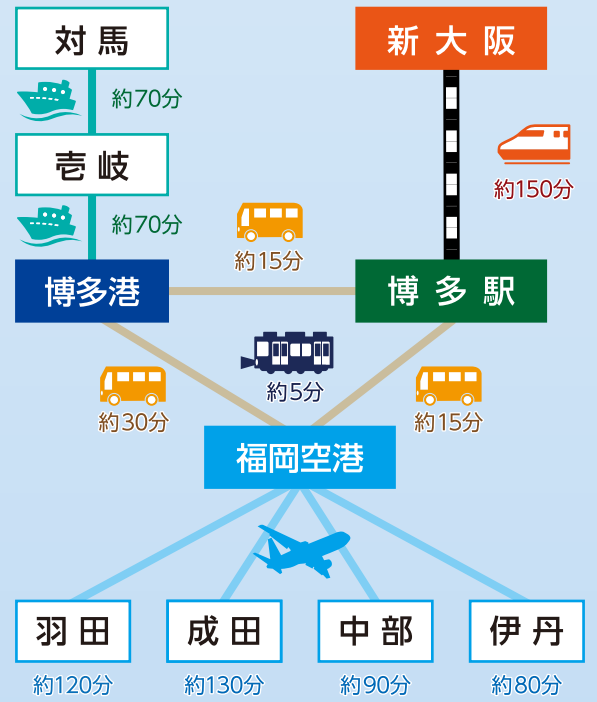 対馬
新大阪
約70分
約150分
壱岐
約70分
約15分
博多港
博多駅
約5分
約30分
約15分
福岡空港
羽田
成田
中部
伊丹
約120分
約130分
約90分
約80分